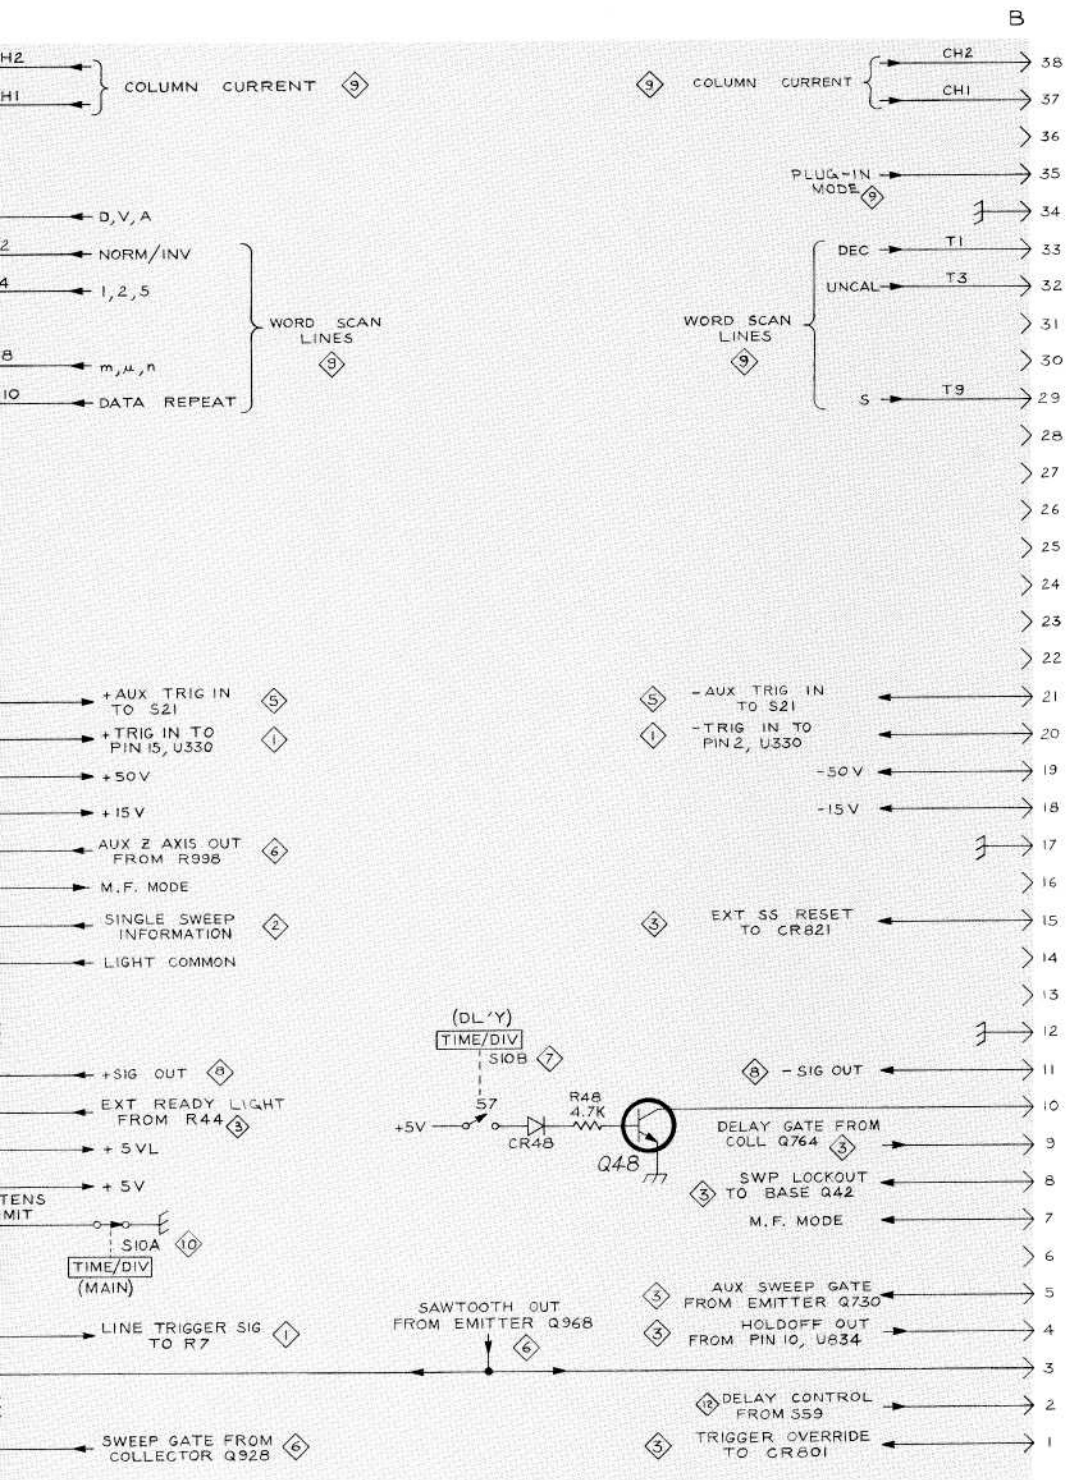 B
H2
COLUMN CURRENT 9
9 COLUMN CURRENT
CH2 38
H1
CH1 37
36
PLUG-IN
MODE 9
35
D,V,A
34
2 NORM/INV
DEC T1 33
4 1,2,5
UNCAL T3 32
WORD SCAN
LINES
9
WORD SCAN
LINES
9
31
8 m,μ,n
30
10 DATA REPEAT
S T9 29
28
27
26
25
24
23
22
+AUX TRIG IN
TO S21 5
5 -AUX TRIG IN
TO S21
21
+TRIG IN TO
PIN 15, U330 1
1 -TRIG IN TO
PIN 2, U330
20
+50V
-50V 19
+15V
-15V 18
AUX Z AXIS OUT
FROM R998 6
17
M.F. MODE
16
SINGLE SWEEP
INFORMATION 2
3 EXT SS RESET
TO CR821
15
LIGHT COMMON
14
13
(DL'Y)
TIME/DIV
S10B 7
12
+SIG OUT 8
8 -SIG OUT 11
EXT READY LIGHT
FROM R44 3
S7
+5V
CR48
R48
4.7K
Q48
10
DELAY GATE FROM
COLL Q764 3
9
+5VL
+5V
3 SWP LOCKOUT
TO BASE Q42
8
TENS
MIT
S10A 10
TIME/DIV
(MAIN)
M.F. MODE 7
6
3 AUX SWEEP GATE
FROM EMITTER Q730
5
LINE TRIGGER SIG
TO R7 1
SAWTOOTH OUT
FROM EMITTER Q968
6
3 HOLDOFF OUT
FROM PIN 10, U834
4
3
12 DELAY CONTROL
FROM S59
2
SWEEP GATE FROM
COLLECTOR Q928 6
3 TRIGGER OVERRIDE
TO CR801
1